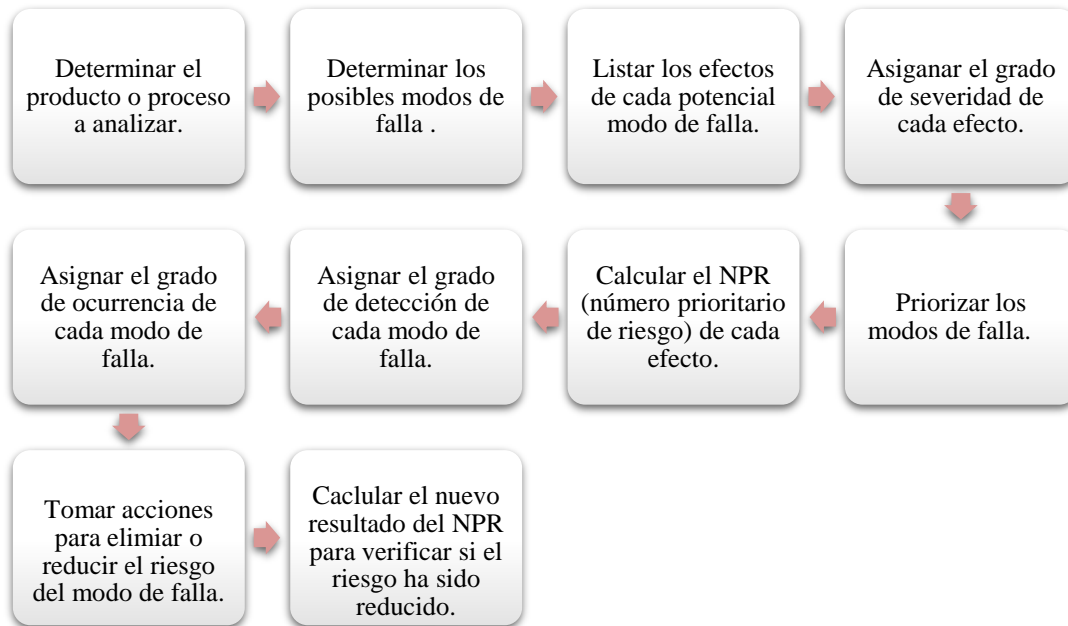 Determinar el
producto o proceso
a analizar.
Determinar los
posibles modos de
falla .
Listar los efectos
de cada potencial
modo de falla.
Asiganar el grado
de severidad de
cada efecto.
Priorizar los
modos de falla.
Calcular el NPR
(número prioritario
de riesgo) de cada
efecto.
Asignar el grado
de detección de
cada modo de
falla.
Asignar el grado
de ocurrencia de
cada modo de
falla.
Tomar acciones
para elimiar o
reducir el riesgo
del modo de falla.
Caclular el nuevo
resultado del NPR
para verificar si el
riesgo ha sido
reducido.